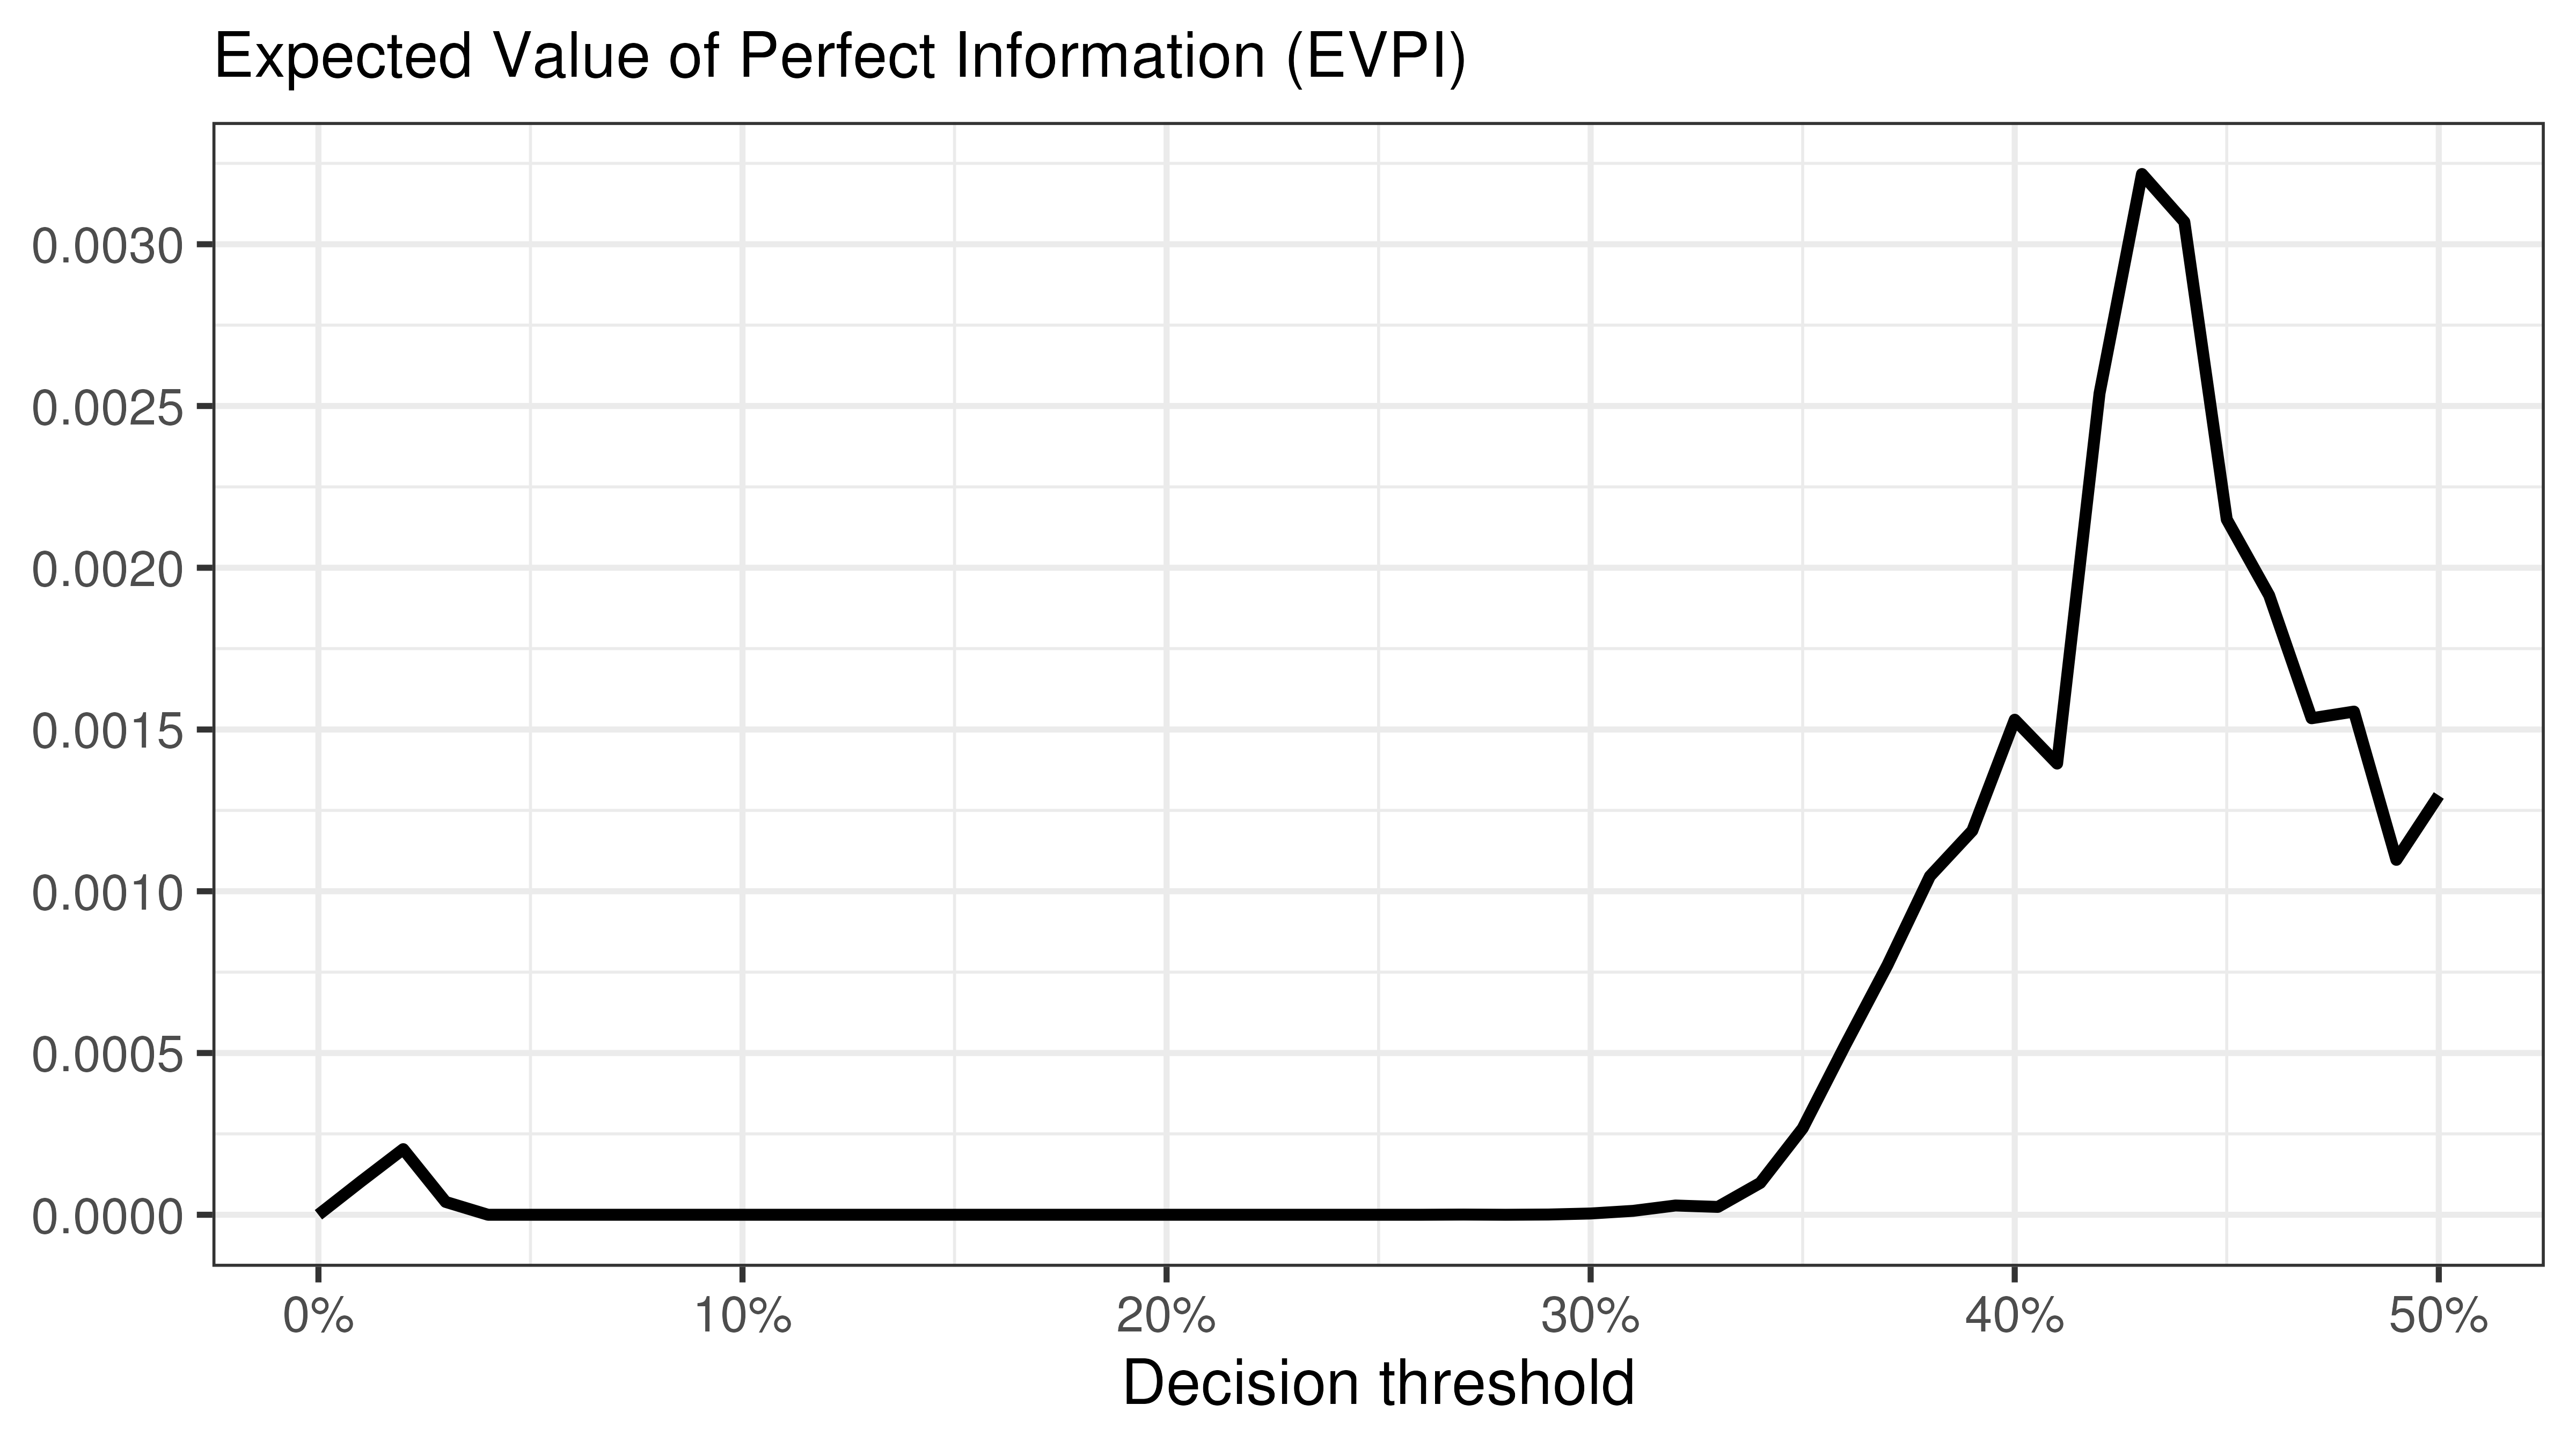 Expected Value of Perfect Information (EVPI)
0.0030
0.0025
0.0020
0.0015
0.0010
0.0005
0.0000
0% 10% 20% 30% 40% 50%
Decision threshold